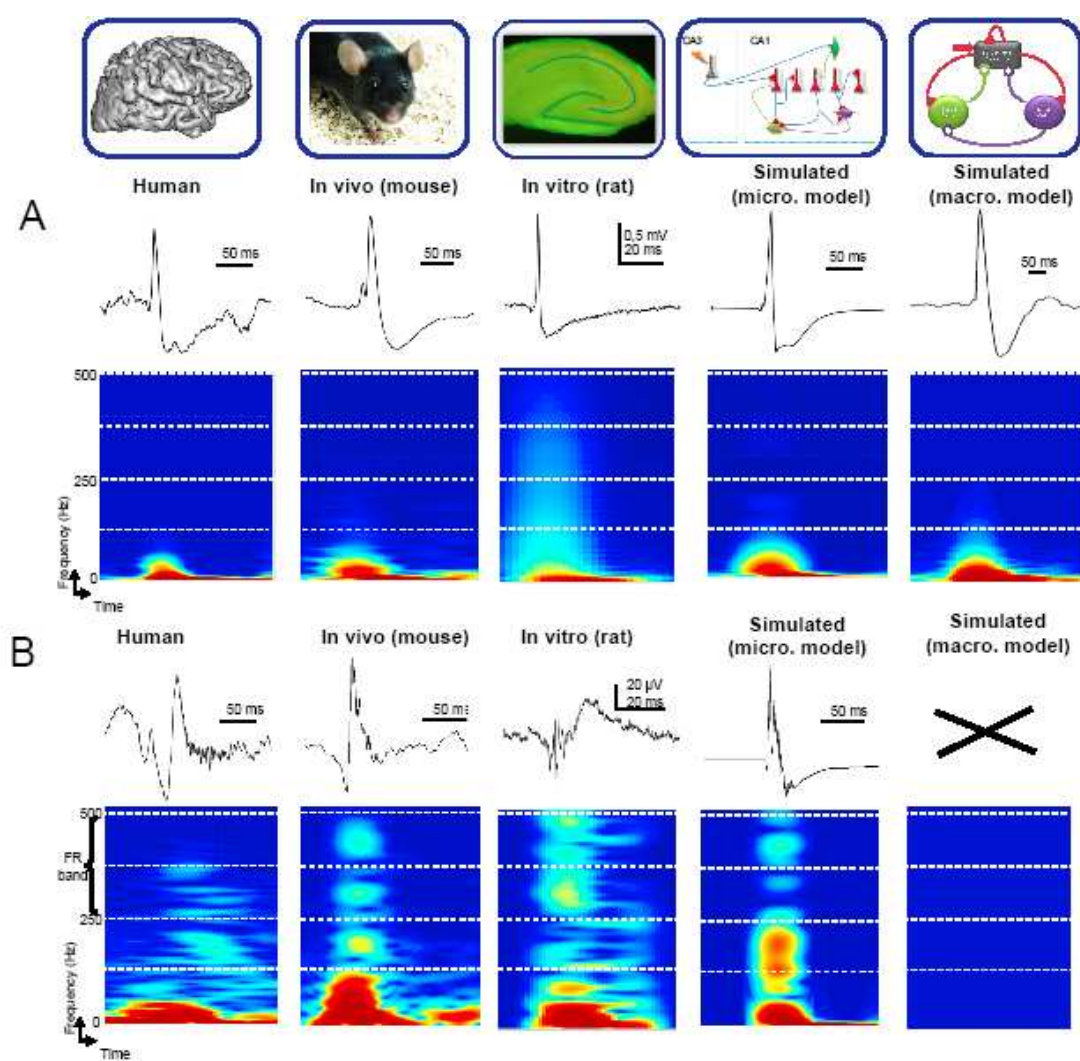 CA3
CA1
Human
In vivo (mouse)
In vitro (rat)
Simulated
(micro. model)
Simulated
(macro. model)
A
50 ms
50 ms
0,5 mV
20 ms
50 ms
50 ms
500
250
0
Frequency (Hz)
Time
Human
In vivo (mouse)
In vitro (rat)
Simulated
(micro. model)
Simulated
(macro. model)
B
50 ms
50 ms
20 µV
20 ms
50 ms
500
FR
band
250
0
Frequency (Hz)
Time